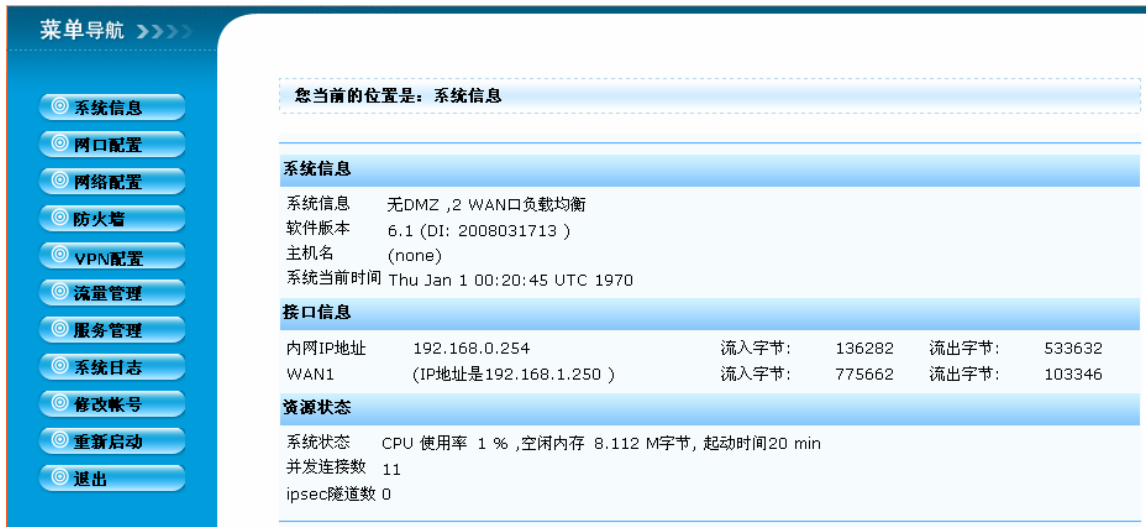 菜单导航 >>>>
系统信息
网口配置
网络配置
防火墙
VPN配置
流量管理
服务管理
系统日志
修改帐号
重新启动
退出
您当前的位置是：系统信息
系统信息
系统信息 无DMZ ,2 WAN口负载均衡
软件版本 6.1 (DI: 2008031713 )
主机名 (none)
系统当前时间 Thu Jan 1 00:20:45 UTC 1970
接口信息
内网IP地址 192.168.0.254 流入字节: 136282 流出字节: 533632
WAN1 (IP地址是192.168.1.250 ) 流入字节: 775662 流出字节: 103346
资源状态
系统状态 CPU 使用率 1 % ,空闲内存 8.112 M字节, 起动时间20 min
并发连接数 11
ipsec隧道数 0